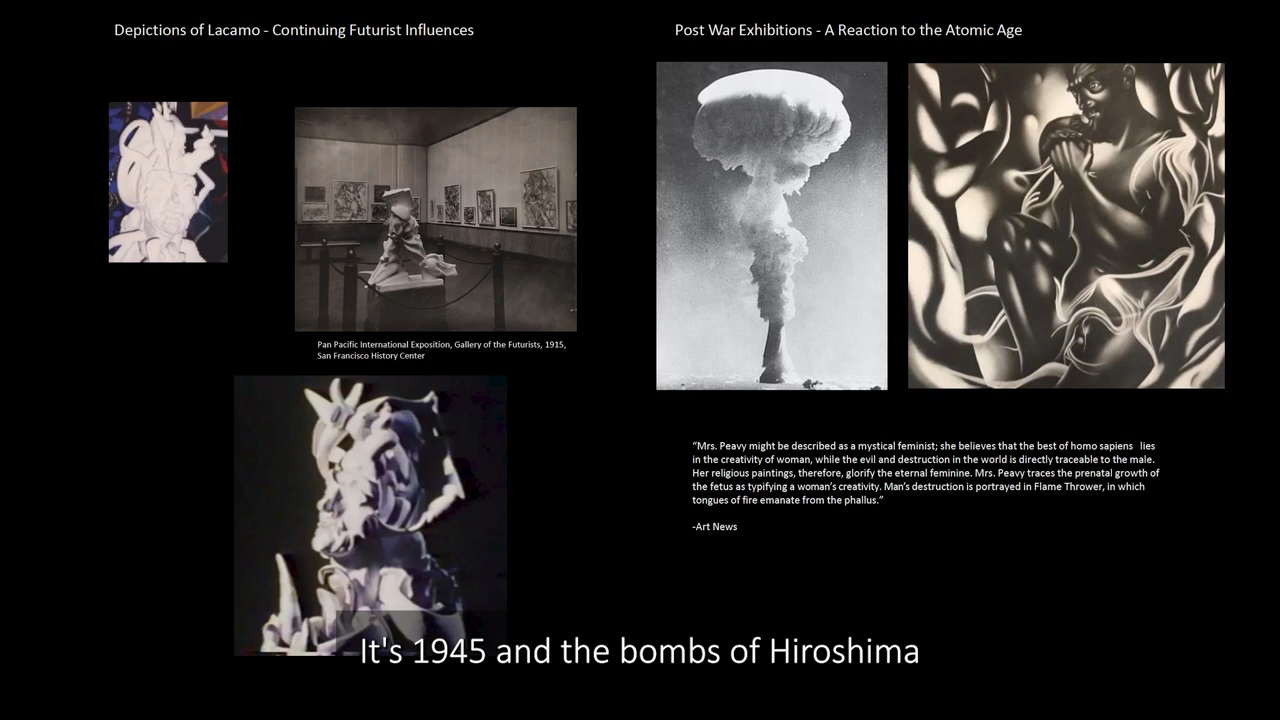 Depictions of Lacamo - Continuing Futurist Influences
Post War Exhibitions - A Reaction to the Atomic Age
Pan Pacific International Exposition, Gallery of the Futurists, 1915,
San Francisco History Center
“Mrs. Peavy might be described as a mystical feminist; she believes that the best of homo sapiens lies
in the creativity of woman, while the evil and destruction in the world is directly traceable to the male.
Her religious paintings, therefore, glorify the eternal feminine. Mrs. Peavy traces the prenatal growth of
the fetus as typifying a woman’s creativity. Man’s destruction is portrayed in Flame Thrower, in which
tongues of fire emanate from the phallus.”
-Art News
It's 1945 and the bombs of Hiroshima